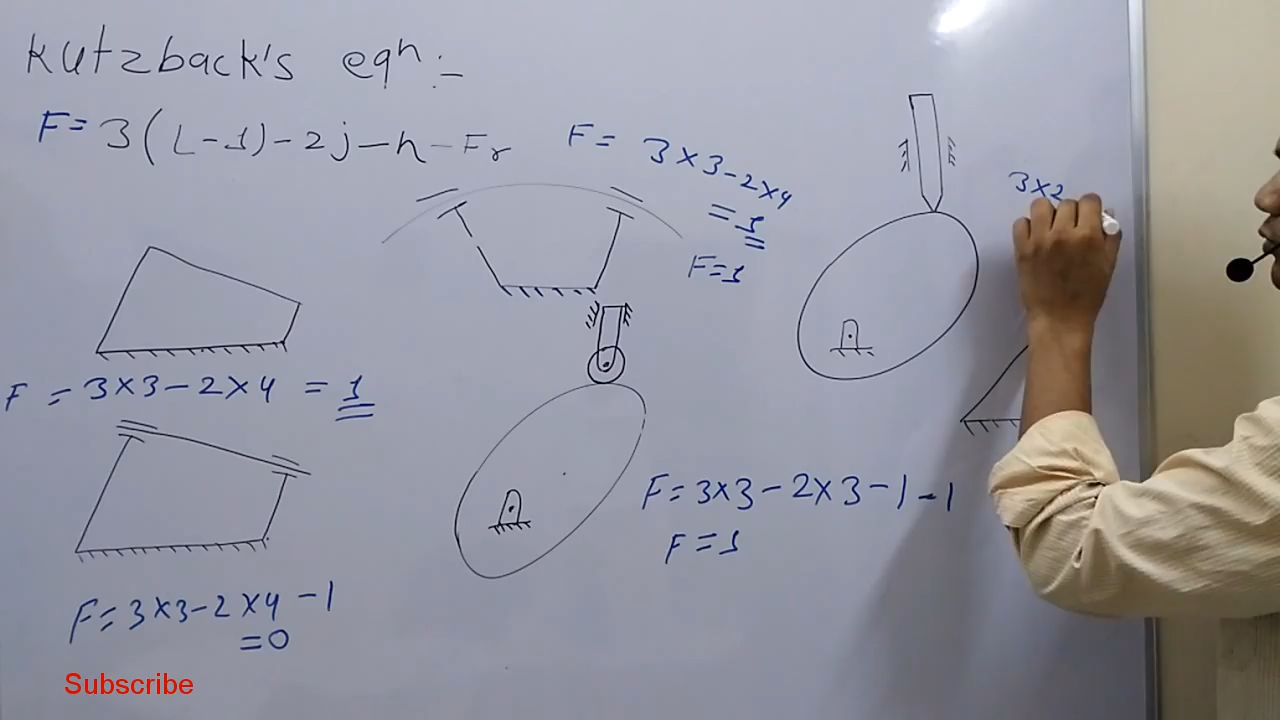 Kutzback's eqn :-
F= 3(L-1)-2j-h-Fr
F= 3×3-2×4
= 1
F=1
3×2
F = 3×3-2×4 = 1
F=3×3-2×3-1-1
F=1
F= 3×3-2×4-1
=0
Subscribe